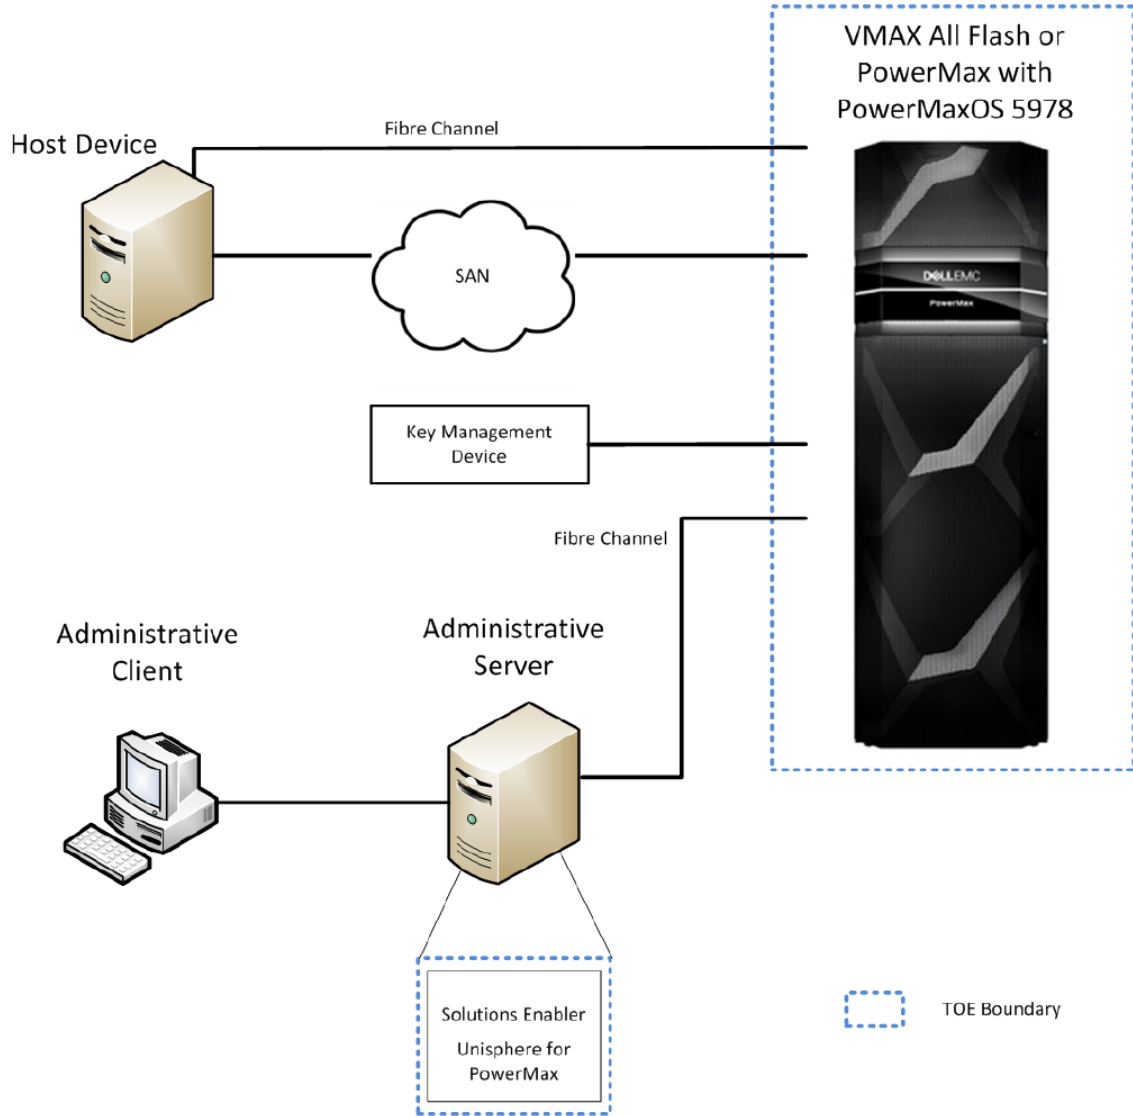 VMAX All Flash or
PowerMax with
PowerMaxOS 5978
Fibre Channel
Host Device
SAN
DELLEMC
PowerMax
Key Management
Device
Fibre Channel
Administrative
Client
Administrative
Server
Solutions Enabler
Unisphere for
PowerMax
TOE Boundary